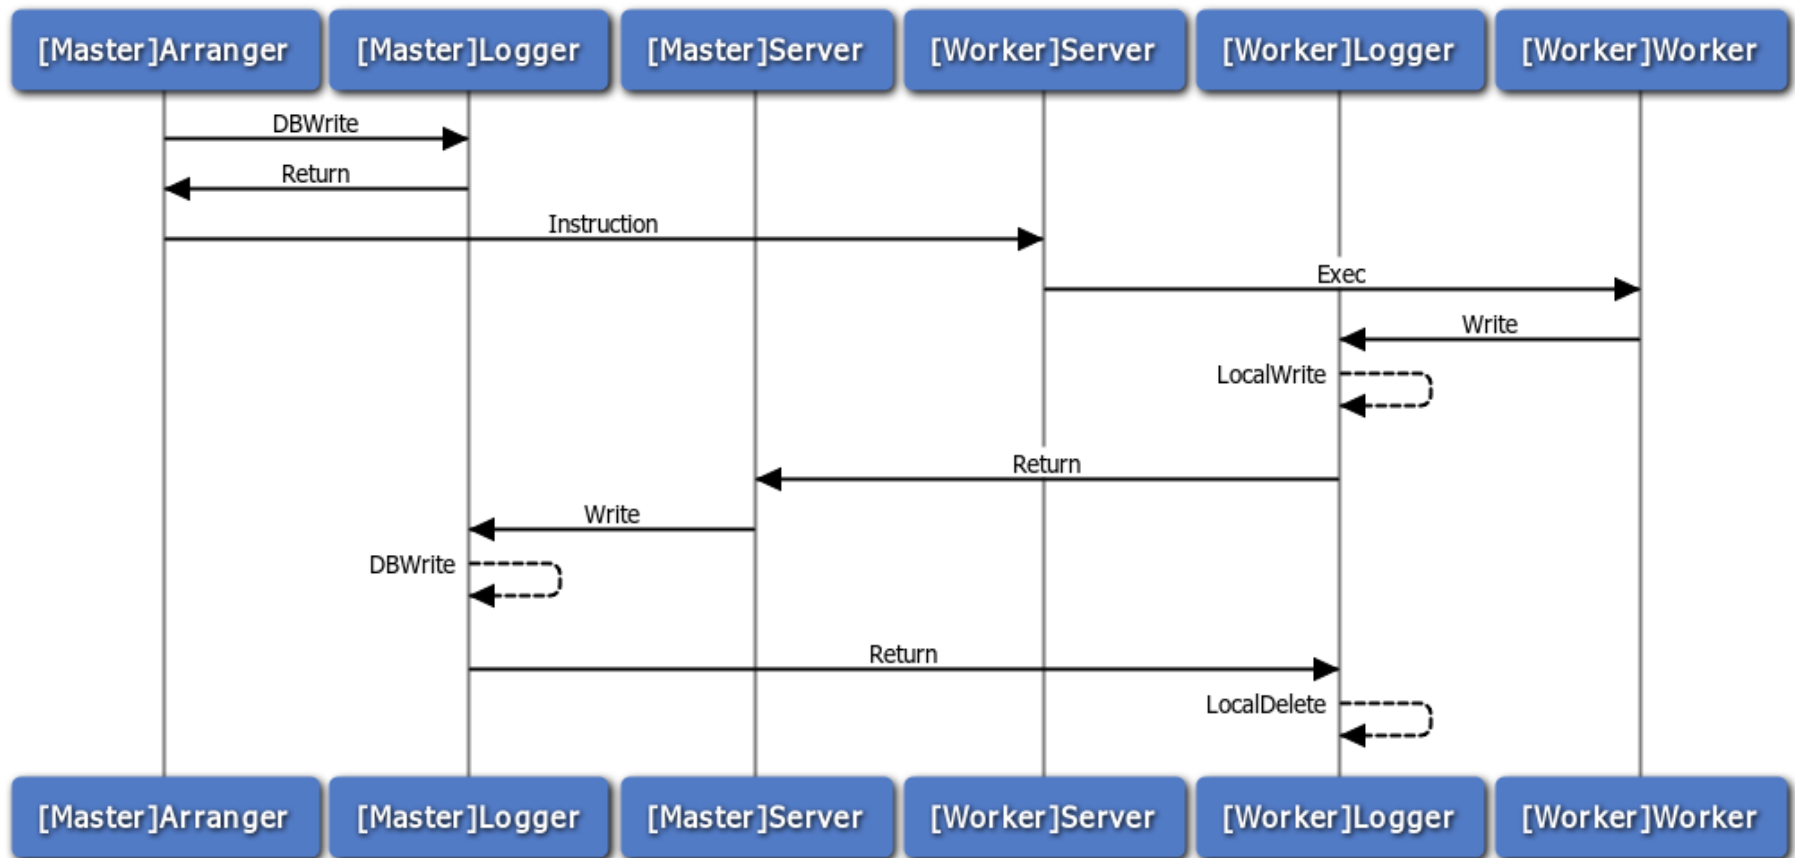 [Master]Arranger [Master]Logger [Master]Server [Worker]Server [Worker]Logger [Worker]Worker
DBWrite
Return
Instruction
Exec
Write
LocalWrite
Return
Write
DBWrite
Return
LocalDelete
[Master]Arranger [Master]Logger [Master]Server [Worker]Server [Worker]Logger [Worker]Worker